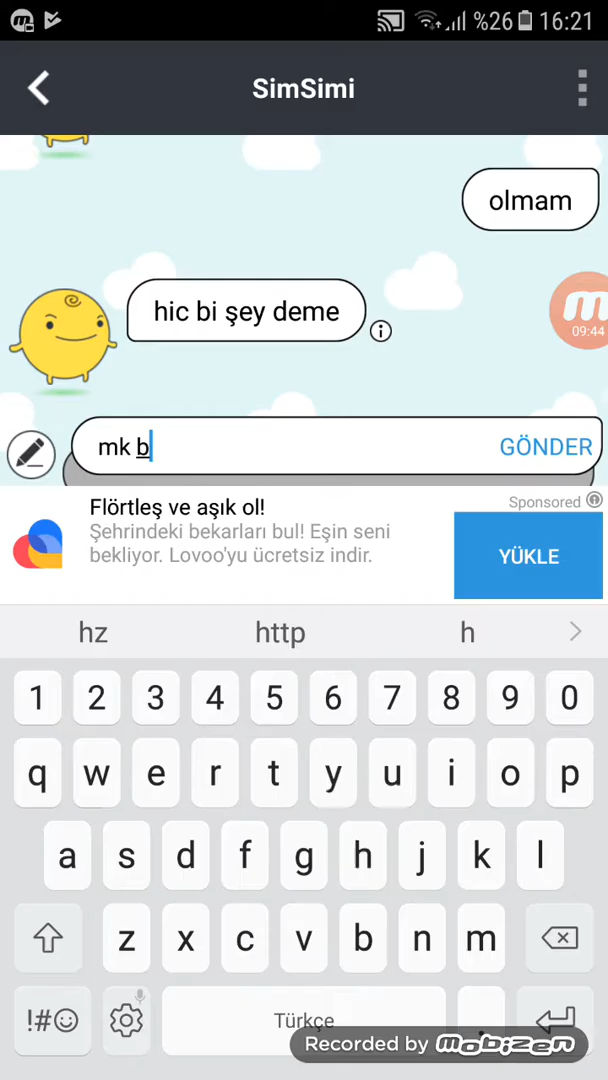 %26 16:21
SimSimi
olmam
hic bi şey deme
09:44
mk b
GÖNDER
Flörtleş ve aşık ol!
Sponsored
Şehrindeki bekarları bul! Eşin seni
bekliyor. Lovoo'yu ücretsiz indir.
YÜKLE
hz http h
1 2 3 4 5 6 7 8 9 0
q w e r t y u i o p
a s d f g h j k l
z x c v b n m
!#☺ Türkçe .
Recorded by mobizen